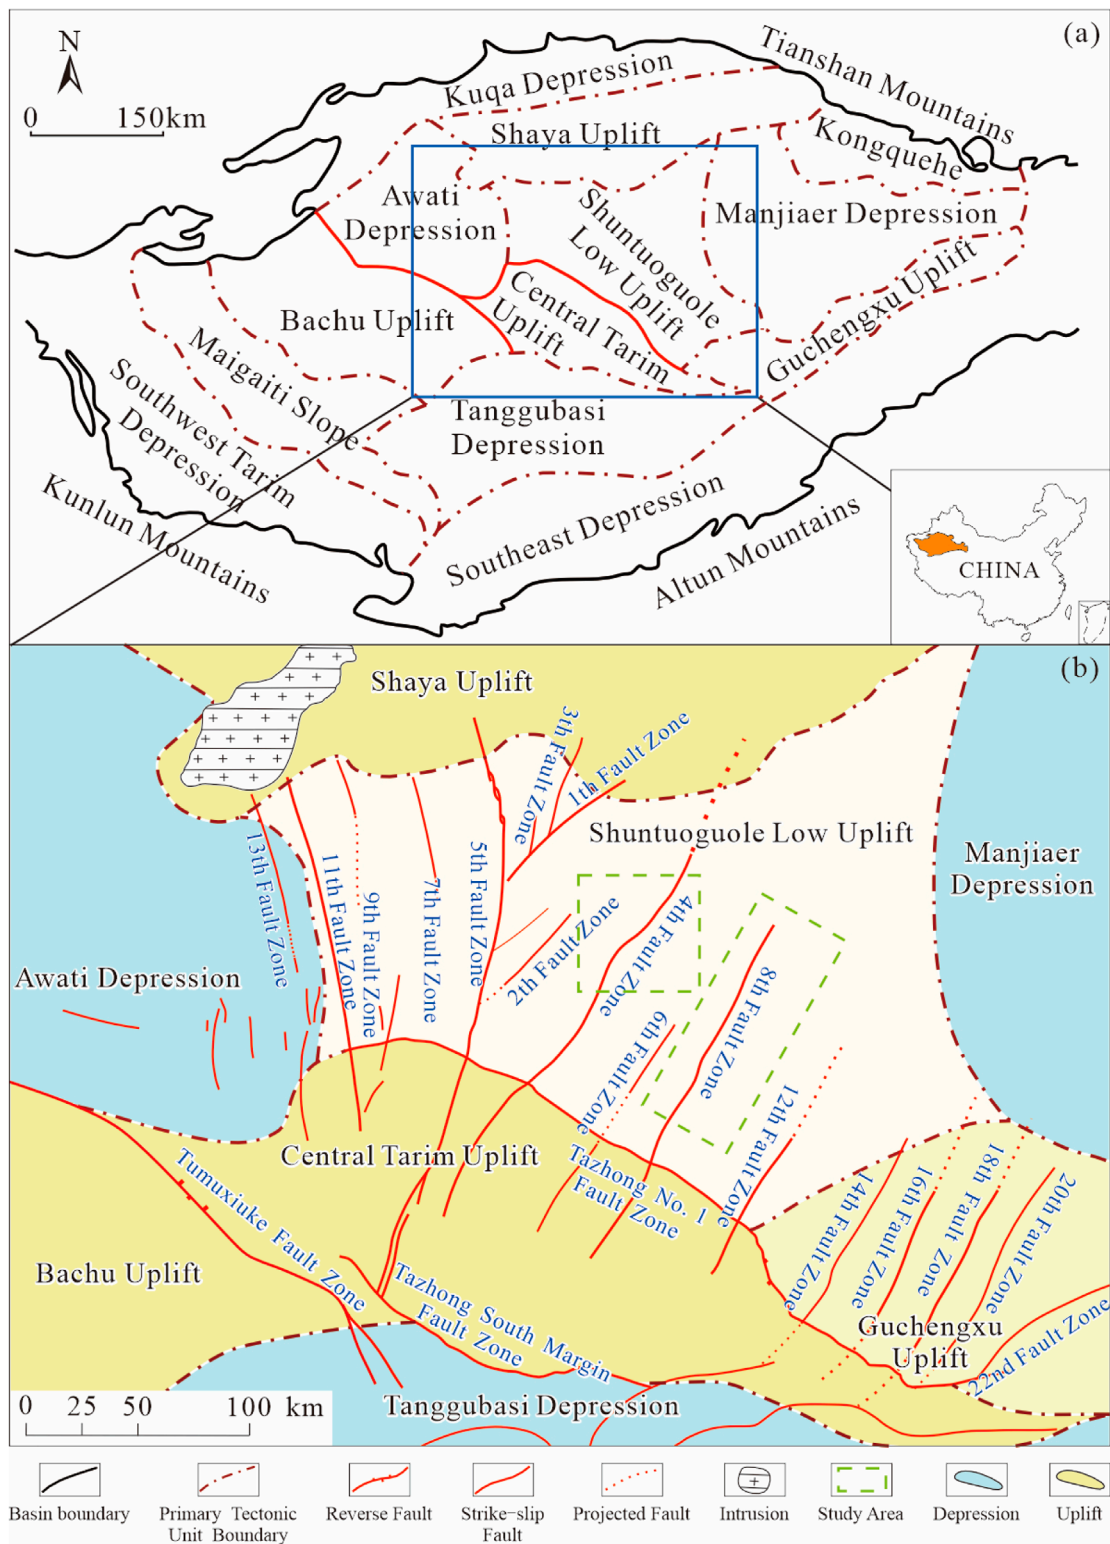 (a)
N
0 150km
Tianshan Mountains
Kuqa Depression
Shaya Uplift
Kongquehe
Awati
Depression
Shuntuoguole
Low Uplift
Manjiaer Depression
Guchengxu Uplift
Central Tarim
Uplift
Bachu Uplift
Maigaiti Slope
Southwest Tarim
Depression
Tanggubasi
Depression
Kunlun Mountains
Southeast Depression
Altun Mountains
CHINA
(b)
Shaya Uplift
3th Fault Zone
1th Fault Zone
Shuntuoguole Low Uplift
Manjiaer
Depression
13th Fault Zone
11th Fault Zone
9th Fault Zone
7th Fault Zone
5th Fault Zone
2th Fault Zone
4th Fault Zone
6th Fault Zone
8th Fault Zone
12th Fault Zone
Awati Depression
Central Tarim Uplift
Tazhong No. 1
Fault Zone
14th Fault Zone
16th Fault Zone
18th Fault Zone
20th Fault Zone
22nd Fault Zone
Tumuxiuke Fault Zone
Bachu Uplift
Tazhong South Margin
Fault Zone
Guchengxu
Uplift
Tanggubasi Depression
0 25 50 100 km
Basin boundary
Primary Tectonic
Unit Boundary
Reverse Fault
Strike-slip
Fault
Projected Fault
Intrusion
Study Area
Depression
Uplift